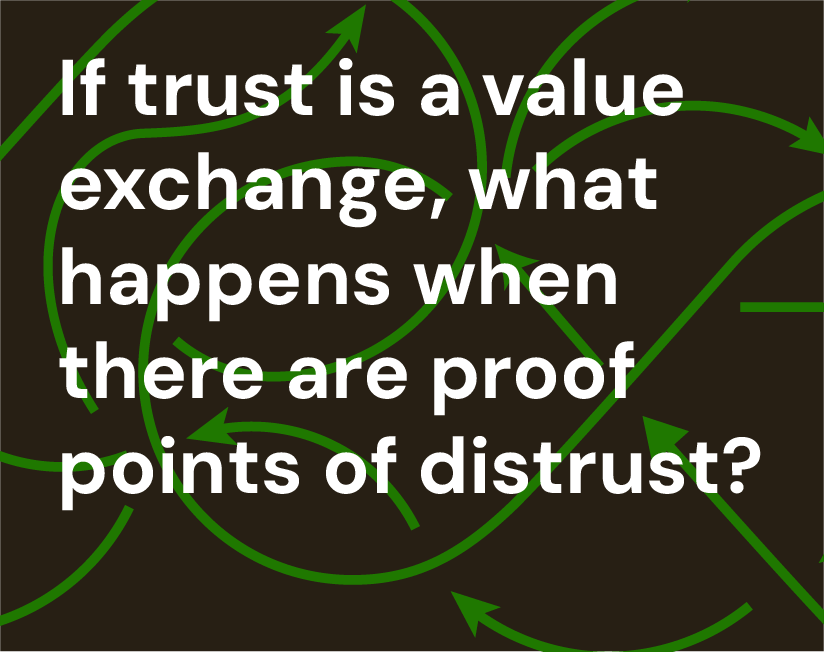 If trust is a value
exchange, what
happens when
there are proof
points of distrust?